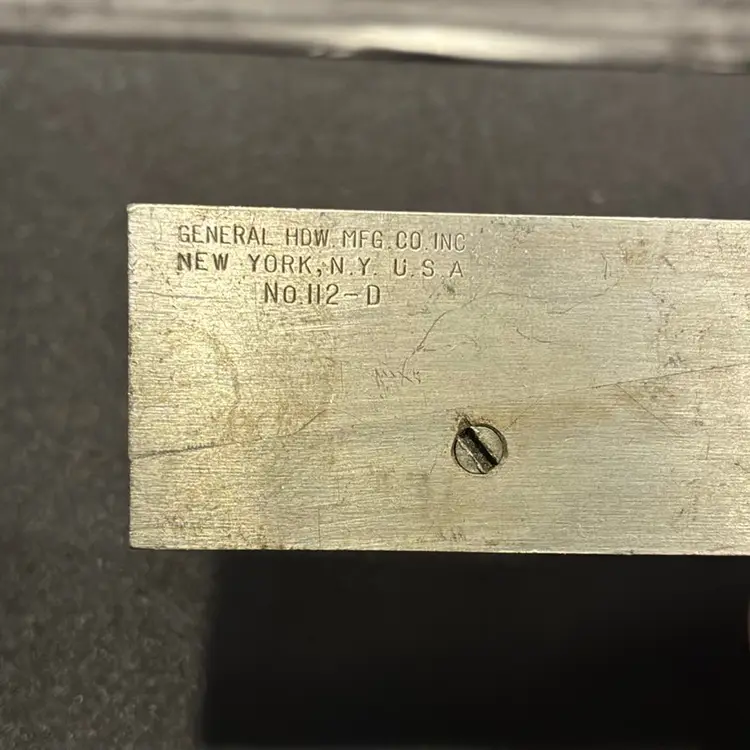 GENERAL HDW. MFG. CO. INC
NEW YORK, N.Y. U.S.A
No. 112-D